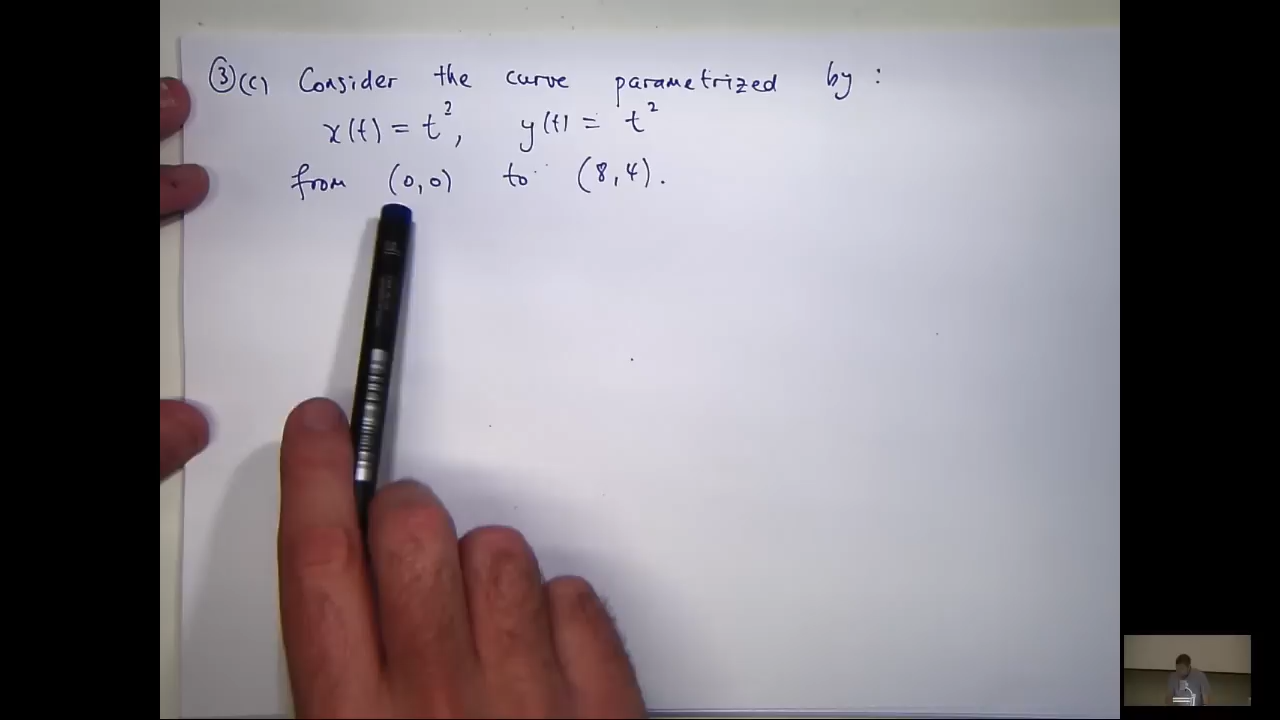 ③(c) Consider the curve parametrized by :
x(t) = t², y(t) = t²
from (0,0) to (8,4).